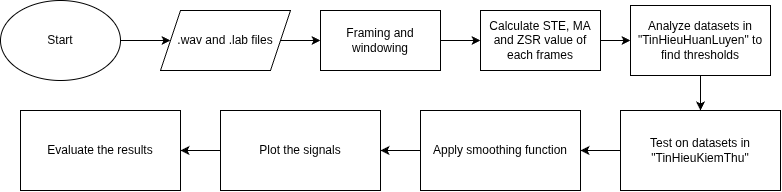 Start
.wav and .lab files
Framing and
windowing
Calculate STE, MA
and ZSR value of
each frames
Analyze datasets in
"TinHieuHuanLuyen" to
find thresholds
Test on datasets in
"TinHieuKiemThu"
Apply smoothing function
Plot the signals
Evaluate the results